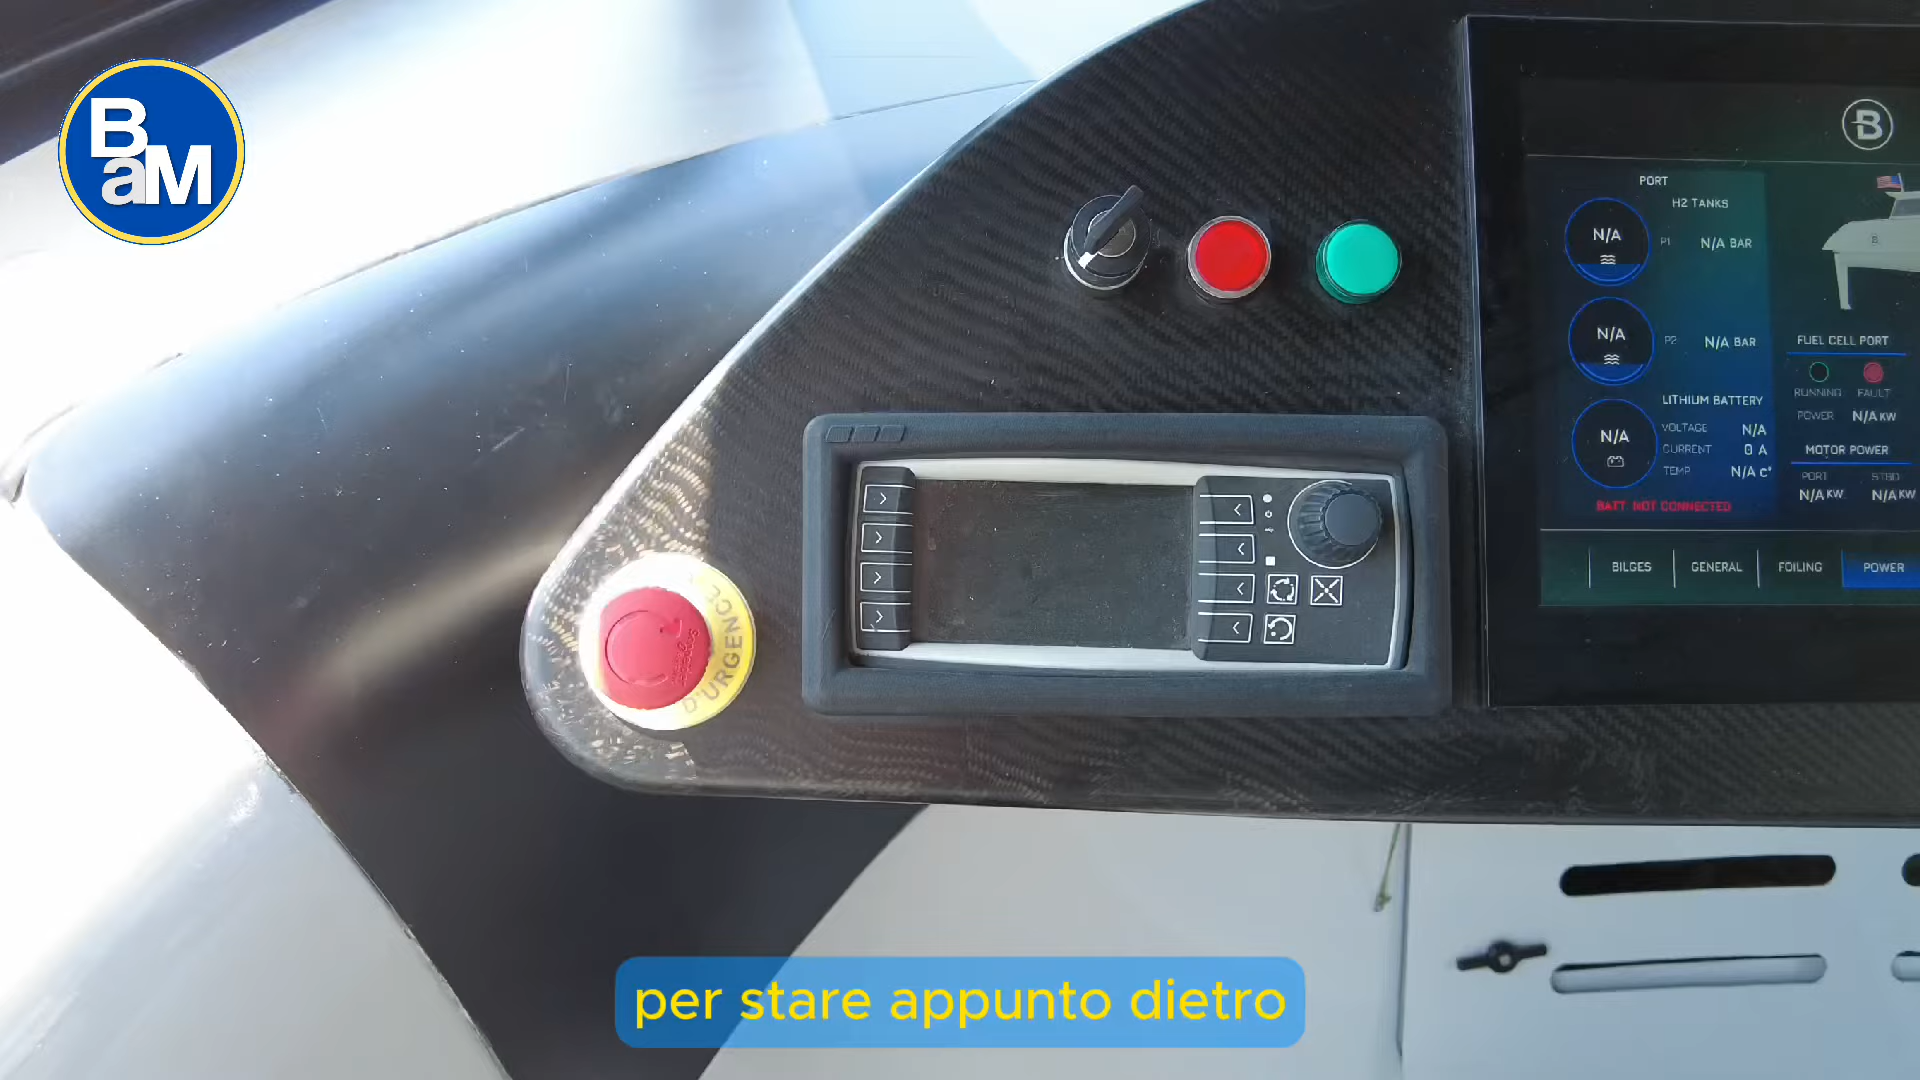 BaM
B
PORT
H2 TANKS
N/A
P1 N/A BAR
N/A
P2 N/A BAR
LITHIUM BATTERY
N/A
VOLTAGE N/A
CURRENT 0 A
TEMP N/A C°
BATT NOT CONNECTED
FUEL CELL PORT
RUNNING FAULT
POWER N/A KW
MOTOR POWER
PORT STBD
N/A KW N/A KW
BILGES GENERAL FOILING POWER
D'URGENCE
per stare appunto dietro